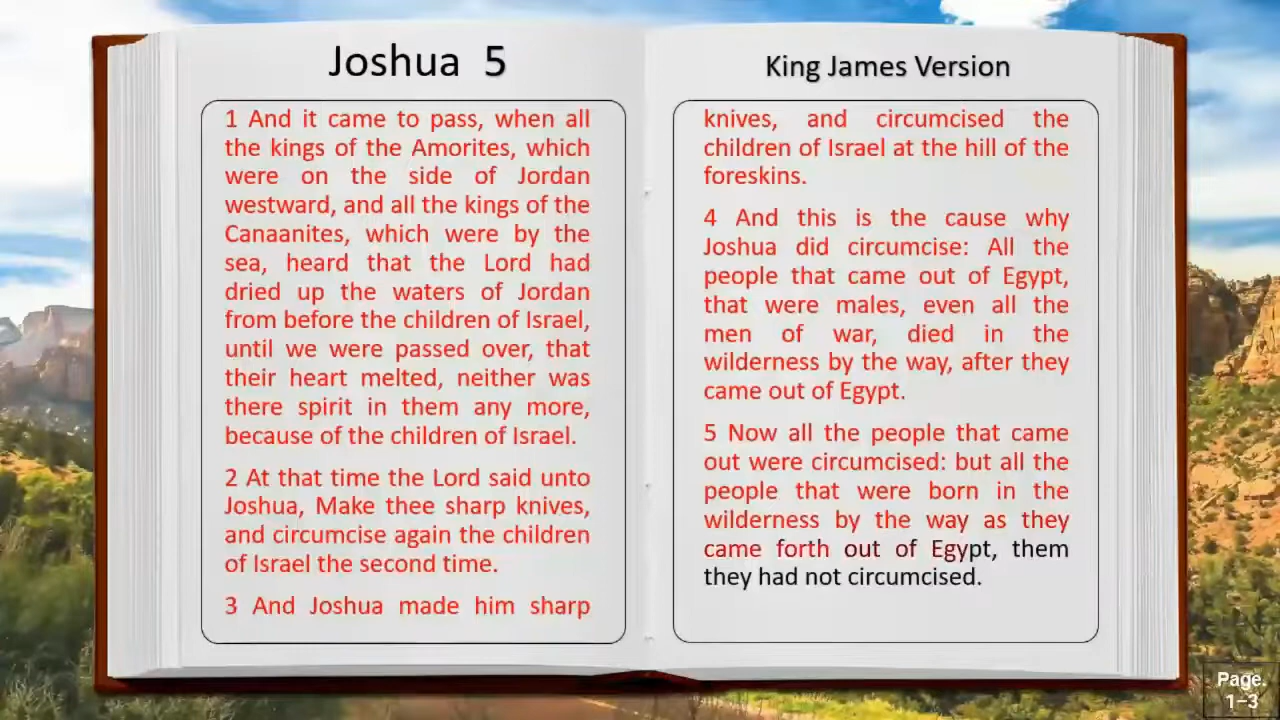 Joshua 5
1 And it came to pass, when all
the kings of the Amorites, which
were on the side of Jordan
westward, and all the kings of the
Canaanites, which were by the
sea, heard that the Lord had
dried up the waters of Jordan
from before the children of Israel,
until we were passed over, that
their heart melted, neither was
there spirit in them any more,
because of the children of Israel.
2 At that time the Lord said unto
Joshua, Make thee sharp knives,
and circumcise again the children
of Israel the second time.
3 And Joshua made him sharp
King James Version
knives, and circumcised the
children of Israel at the hill of the
foreskins.
4 And this is the cause why
Joshua did circumcise: All the
people that came out of Egypt,
that were males, even all the
men of war, died in the
wilderness by the way, after they
came out of Egypt.
5 Now all the people that came
out were circumcised: but all the
people that were born in the
wilderness by the way as they
came forth out of Egypt, them
they had not circumcised.
Page.
1-3